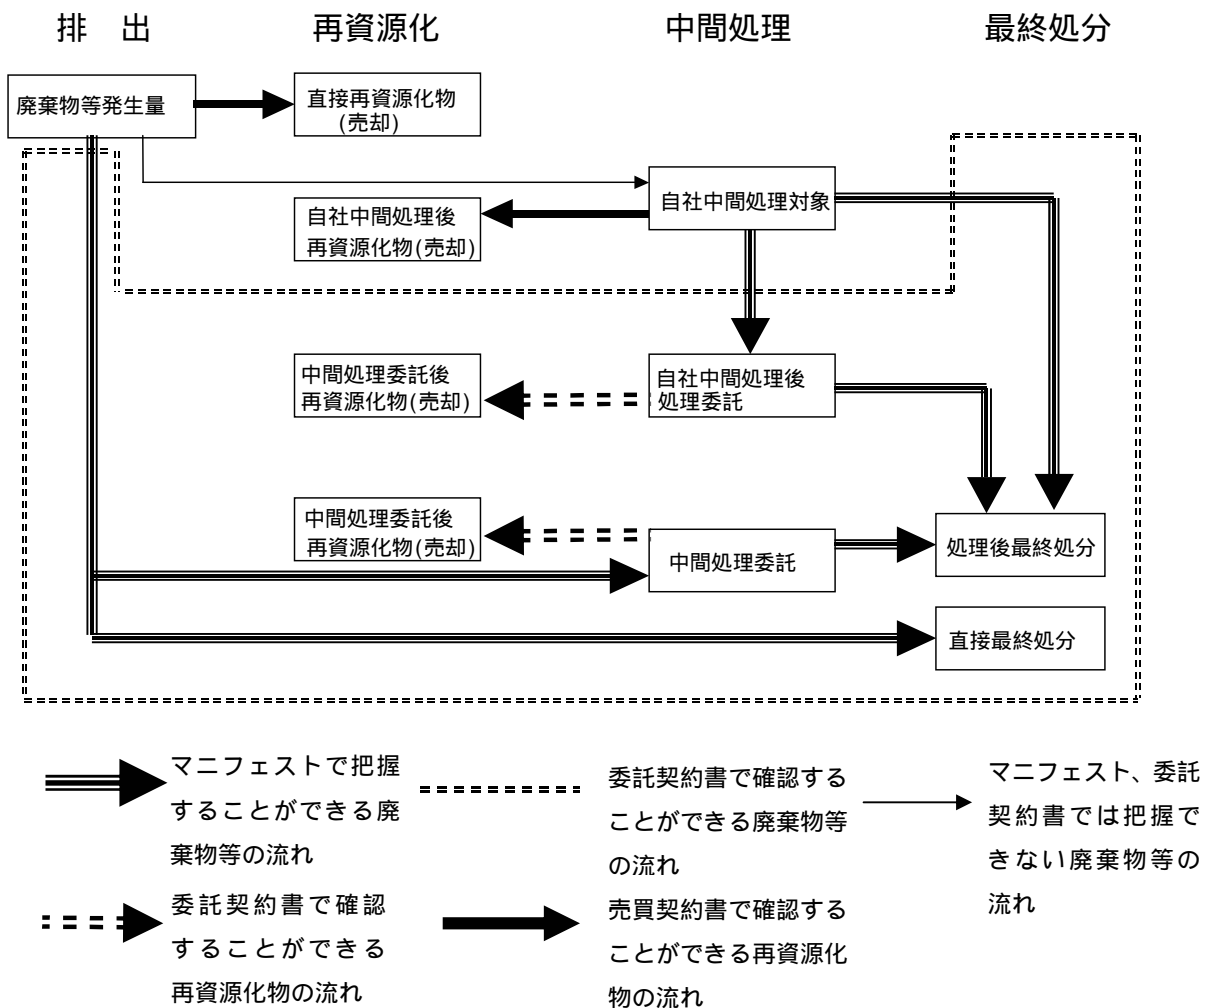 排 出
再資源化
中間処理
最終処分
廃棄物等発生量
直接再資源化物
(売却)
自社中間処理対象
自社中間処理後
再資源化物(売却)
中間処理委託後
再資源化物(売却)
自社中間処理後
処理委託
中間処理委託後
再資源化物(売却)
中間処理委託
処理後最終処分
直接最終処分
マニフェストで把握
することができる廃
棄物等の流れ
委託契約書で確認する
ことができる廃棄物等
の流れ
マニフェスト、委託
契約書では把握で
きない廃棄物等の
流れ
委託契約書で確認
することができる
再資源化物の流れ
売買契約書で確認する
ことができる再資源化
物の流れ